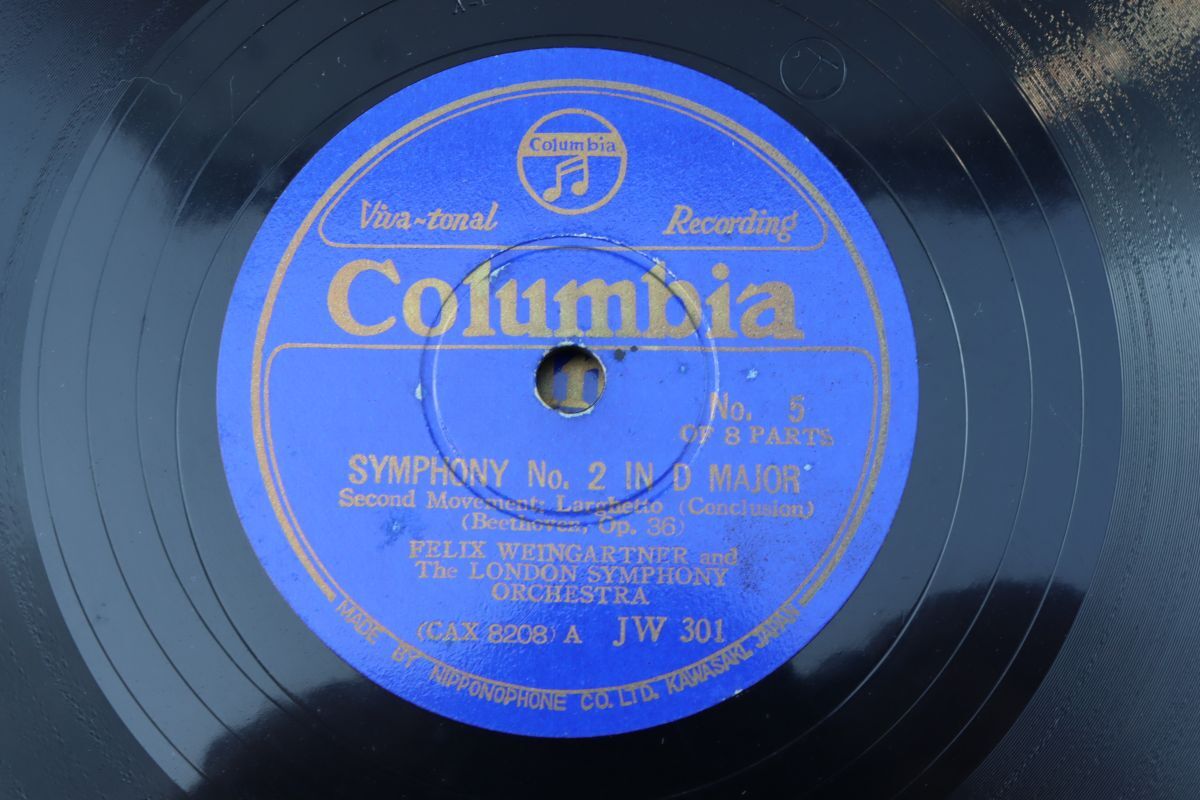 Columbia
Viva-tonal Recording
Columbia
No. 5
OF 8 PARTS
SYMPHONY No. 2 IN D MAJOR
Second Movement; Larghetto (Conclusion)
(Beethoven, Op. 36)
FELIX WEINGARTNER and
The LONDON SYMPHONY
ORCHESTRA
(CAX 8208) A JW 301
MADE BY NIPPONOPHONE CO. LTD. KAWASAKI, JAPAN